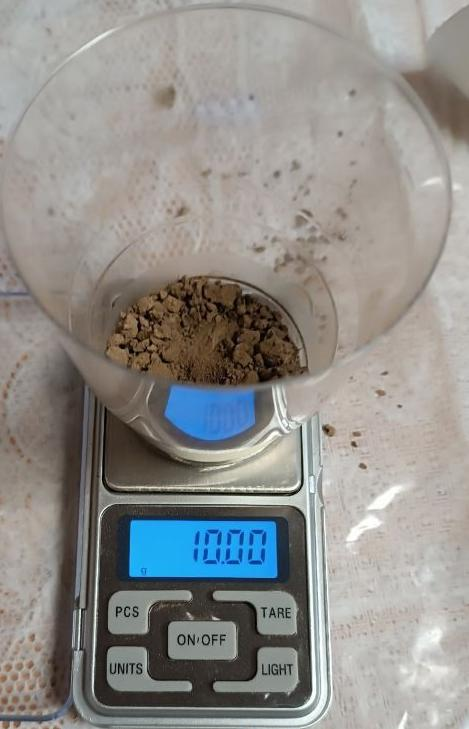 10.00
g
PCS
TARE
ON/OFF
UNITS
LIGHT